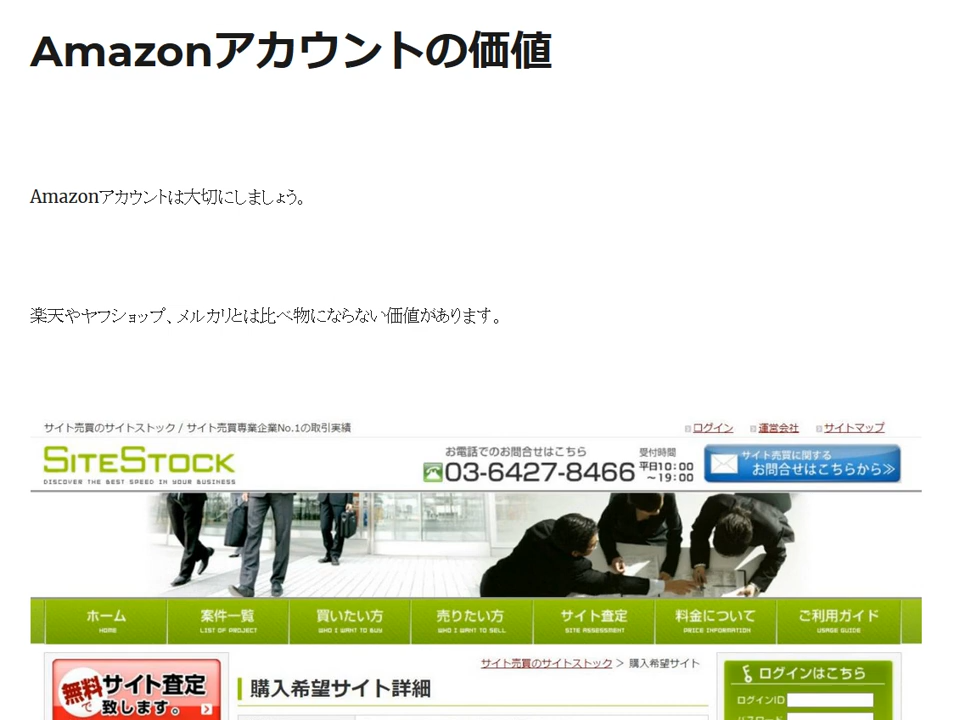 Amazonアカウントの価値
Amazonアカウントは大切にしましょう。
楽天やヤフショップ、メルカリとは比べ物にならない価値があります。
サイト売買のサイトストック / サイト売買専業企業No.1の取引実績
ログイン 運営会社 サイトマップ
SITESTOCK
DISCOVER THE BEST SPEED IN YOUR BUSINESS
お電話でのお問合せはこちら
03-6427-8466
受付時間
平日10:00
～19:00
サイト売買に関する
お問合せはこちらから≫
ホーム 案件一覧 買いたい方 売りたい方 サイト査定 料金について ご利用ガイド
HOME LIST OF PROJECT WHO I WANT TO BUY WHO I WANT TO SELL SITE ASSESSMENT PRICE INFORMATION USAGE GUIDE
無料でサイト査定
致します。
サイト売買のサイトストック > 購入希望サイト
購入希望サイト詳細
ログインはこちら
ログインID
パスワード